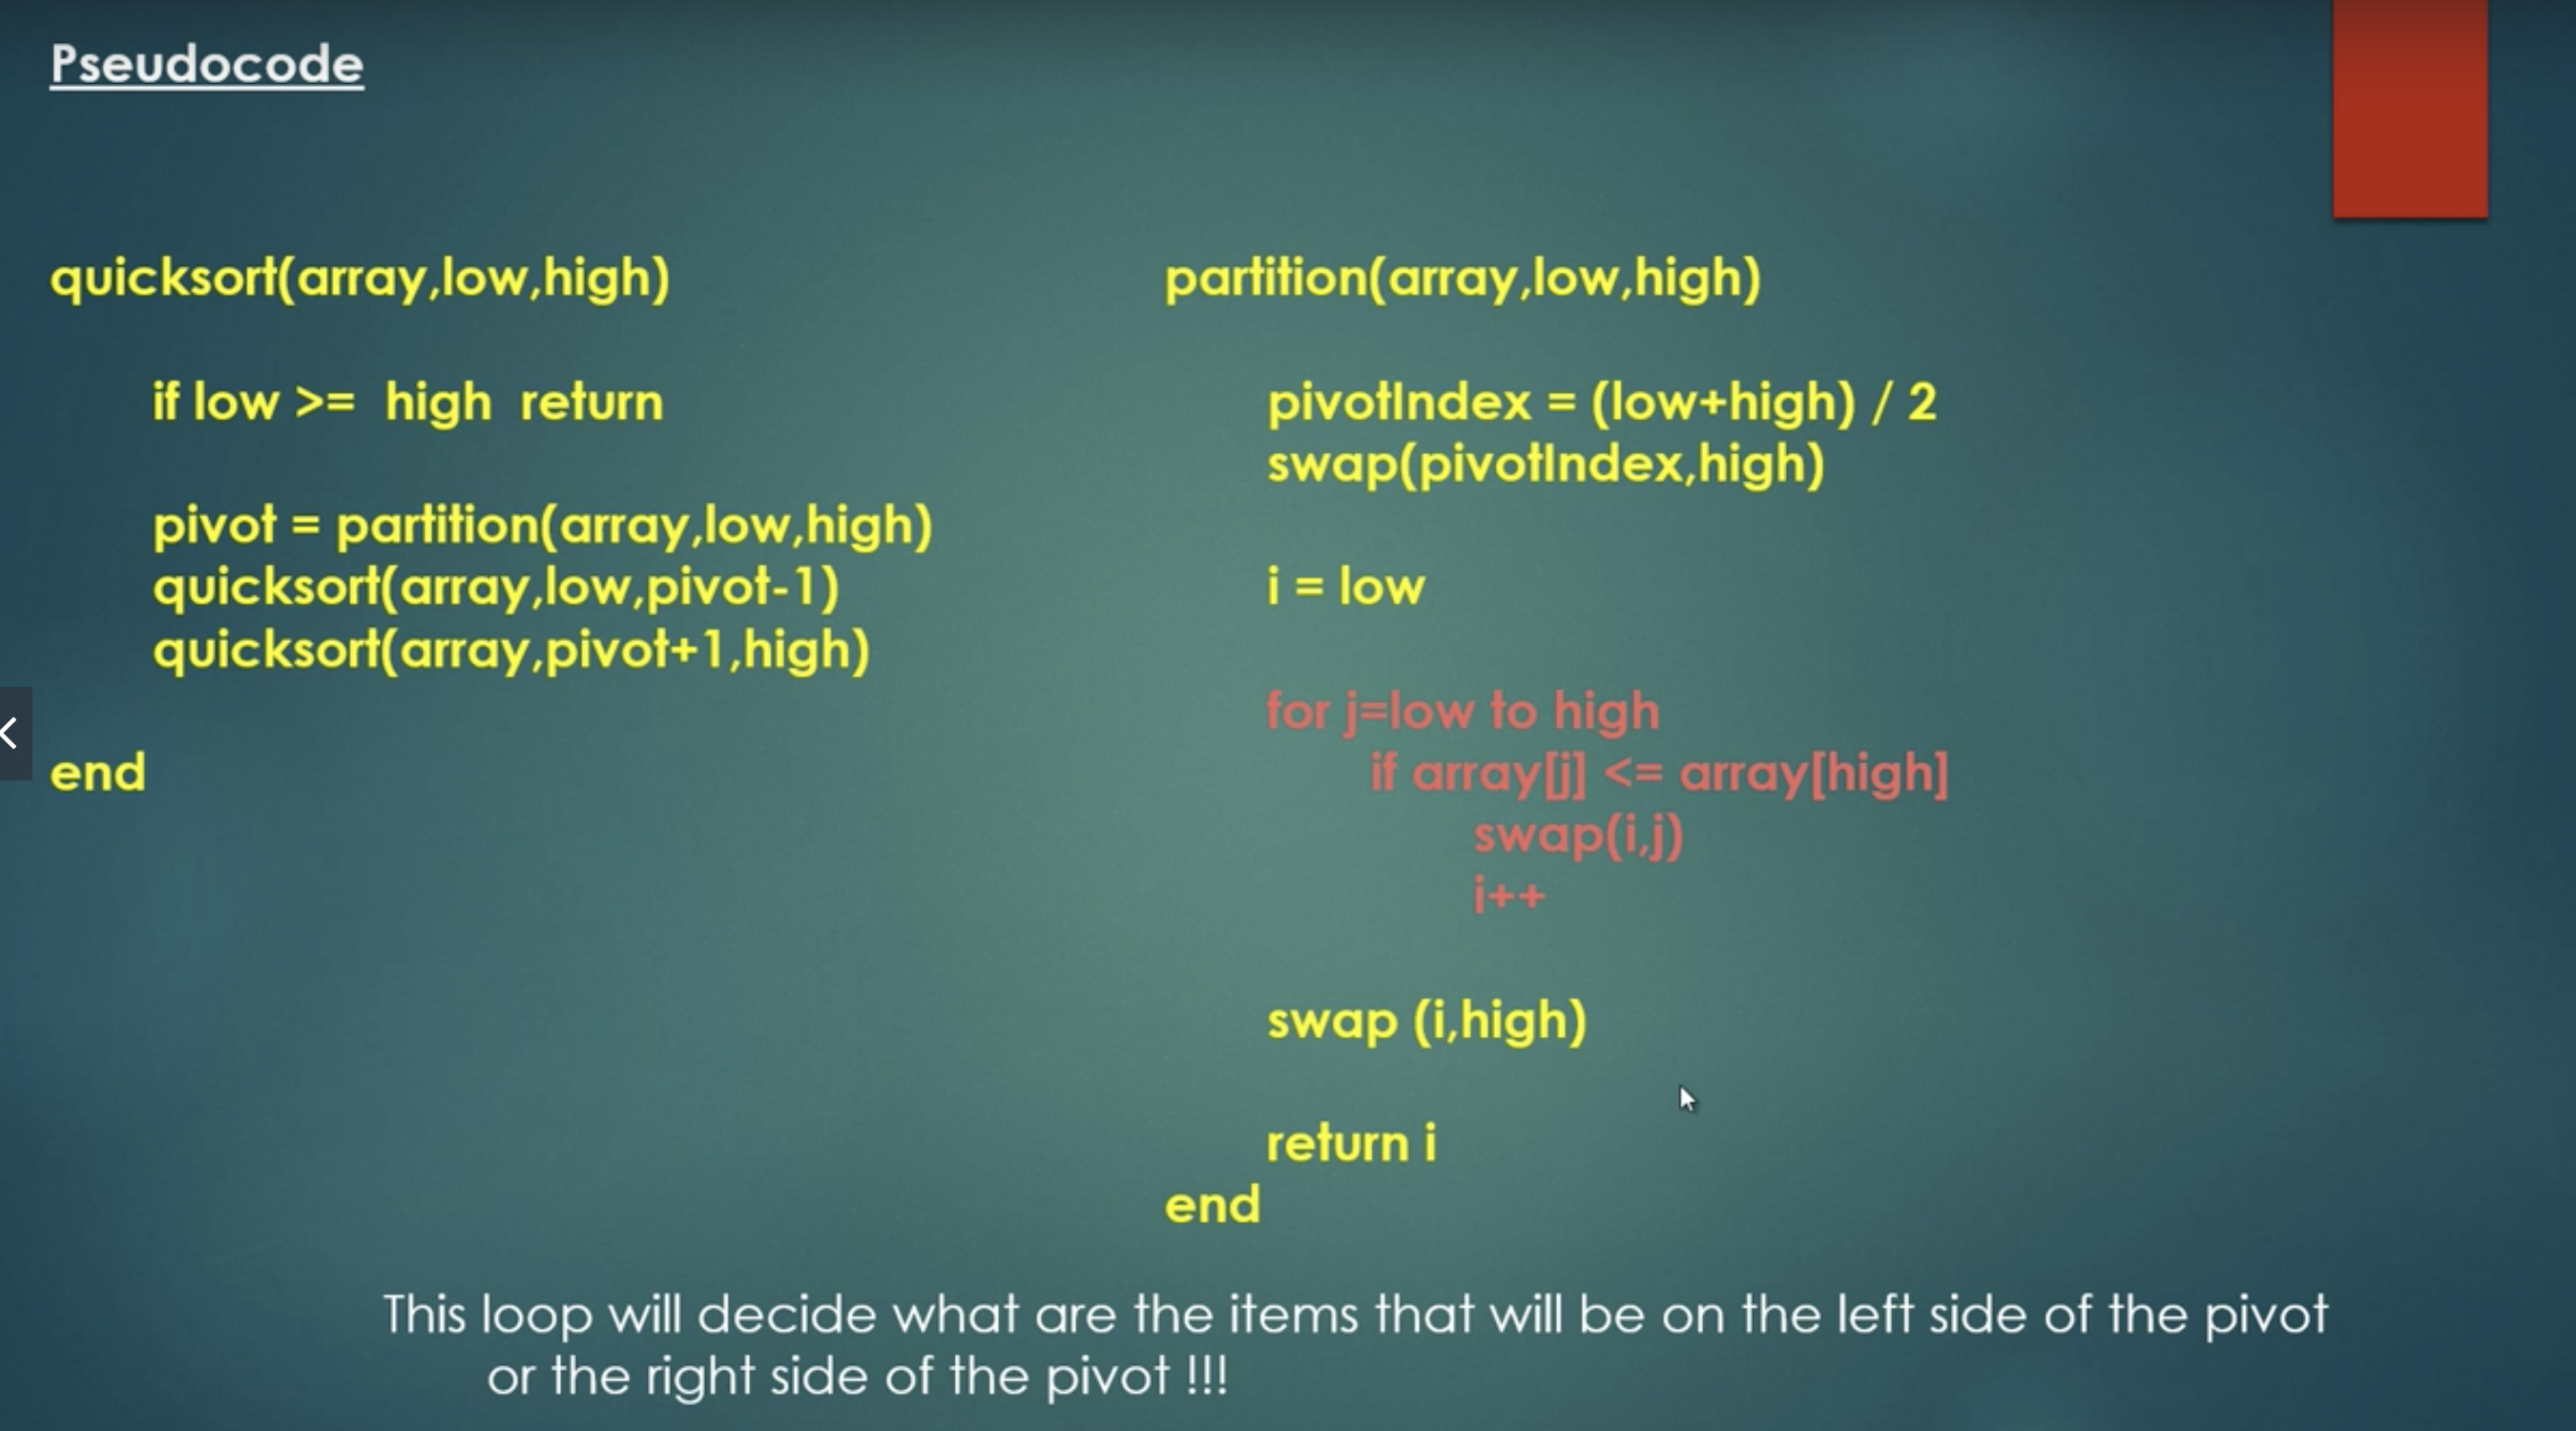 Pseudocode
quicksort(array,low,high)
if low >= high return
pivot = partition(array,low,high)
quicksort(array,low,pivot-1)
quicksort(array,pivot+1,high)
end
partition(array,low,high)
pivotIndex = (low+high) / 2
swap(pivotIndex,high)
i = low
for j=low to high
if array[j] <= array[high]
swap(i,j)
i++
swap (i,high)
return i
end
This loop will decide what are the items that will be on the left side of the pivot
or the right side of the pivot !!!